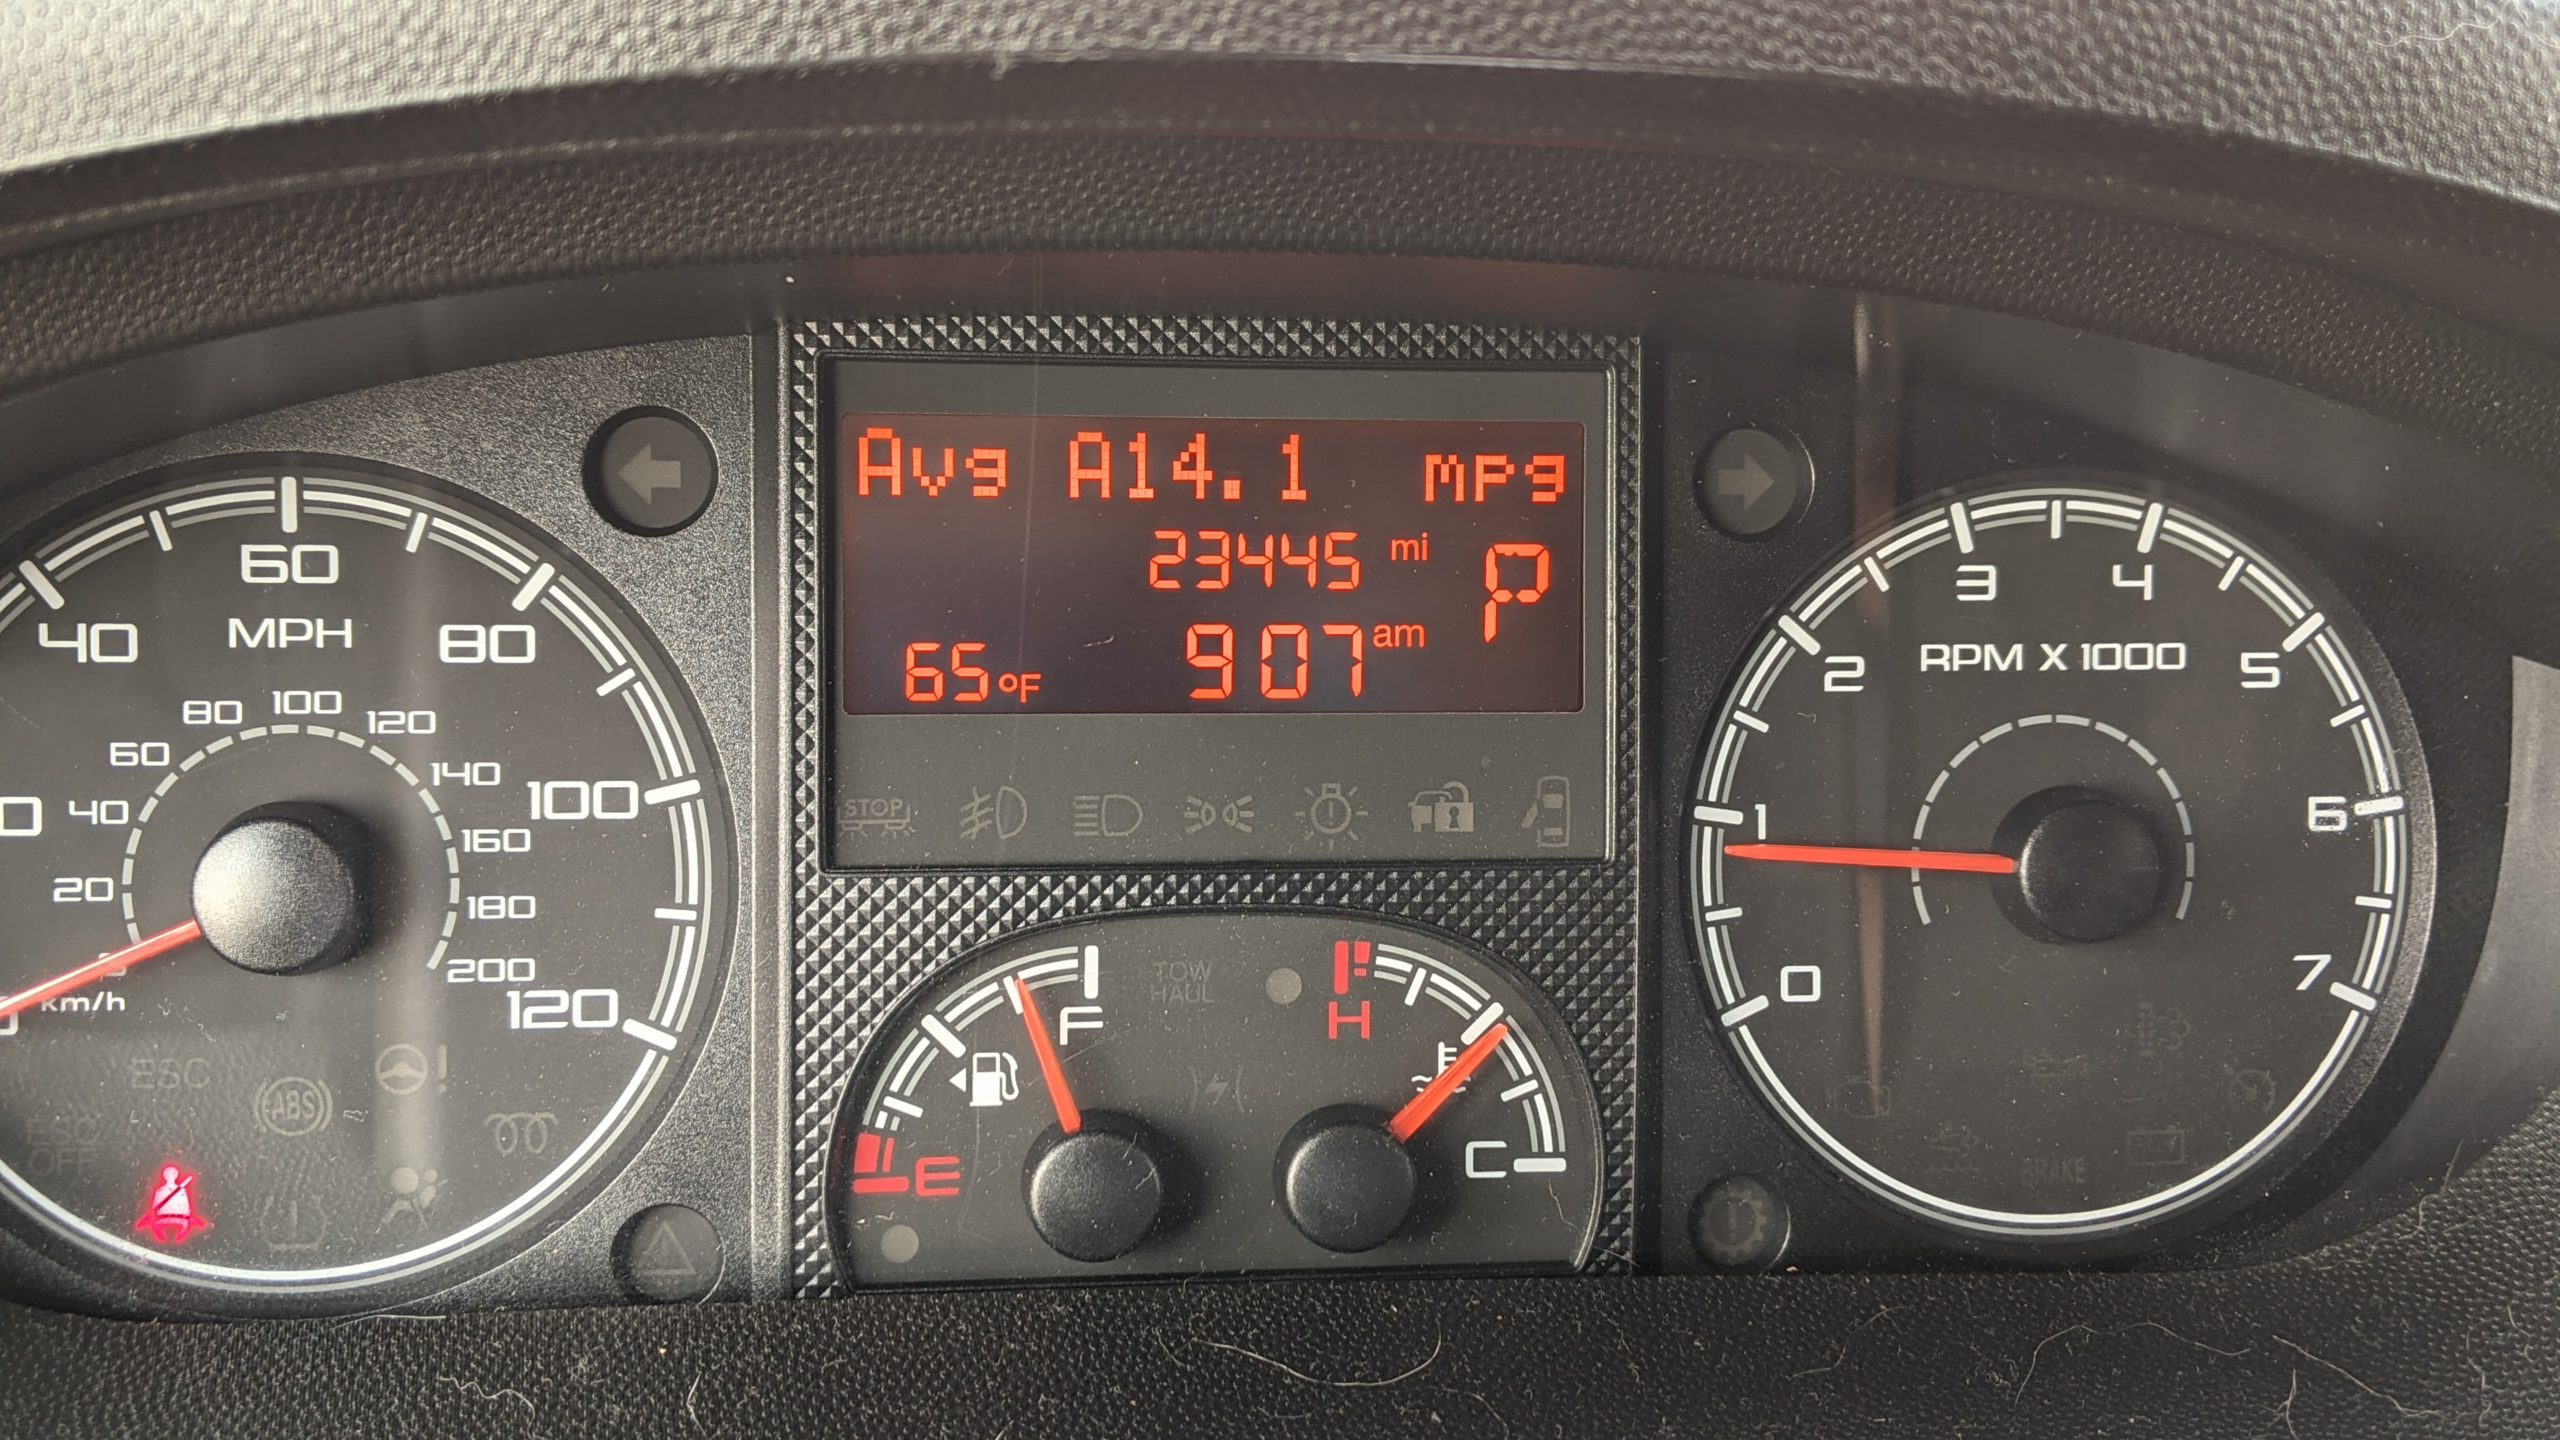 Avg A14.1 mpg
23445 mi P
65°F 907 am
40 60 80 100 120
MPH
20 40 60 80 100 120 140 160 180 200
km/h
ESC
ABS
ESC
OFF
STOP
F
E
TOW
HAUL
H
C
0 1 2 3 4 5 6 7
RPM X 1000
BRAKE